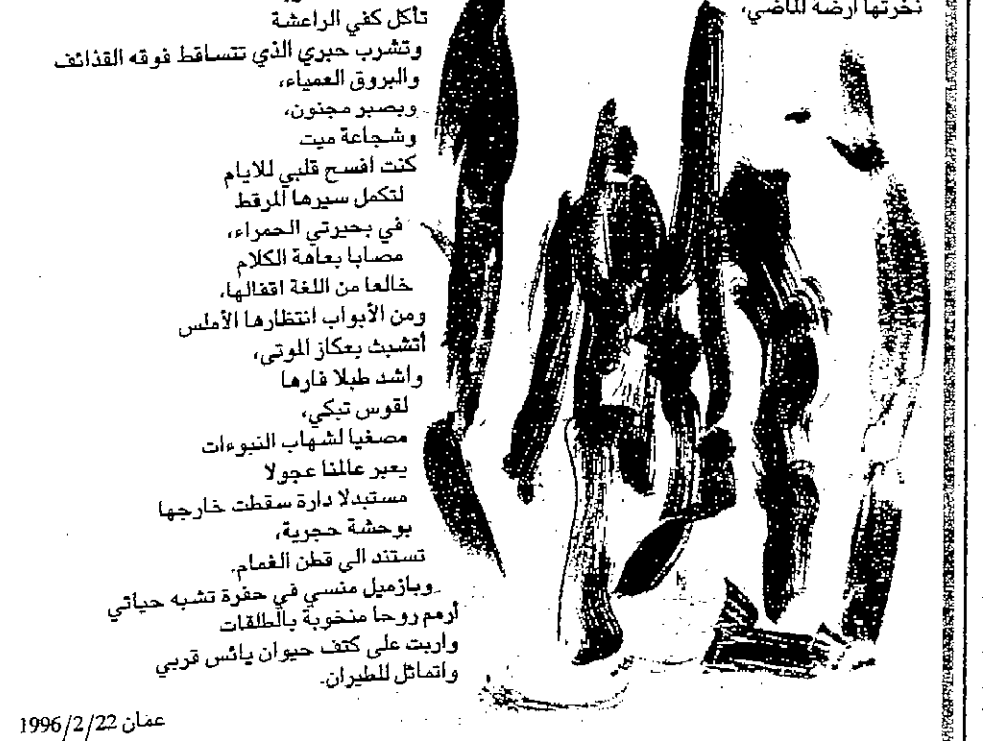 نخرتها أرضة الماضي،
تأكل كفي الراعشة
وتشرب حبري الذي تتساقط فوقه القذائف
والبروق العمياء،
وبصبر مجنون،
وشجاعة ميت
كنت افسح قلبي للايام
لتكمل سيرها المرقط
في بحيرتي الحمراء،
مصابا بعاهة الكلام
خالعا من اللغة اقفالها،
ومن الأبواب انتظارها الأملس
أتشبث بعكاز الموتى،
واشد طبلا فارها
لقوس تبكي،
مصغيا لشهاب النبوءات
يعبر عالمنا عجولا
مستبدلا دارة سقطت خارجها
بوحشة حجرية،
تستند الى قطن الغمام.
وبازميل منسي في حفرة تشبه حياتي
أرمم روحا منخوبة بالطلقات
واربت على كتف حيوان يائس قربي
واتماثل للطيران.
عمان 1996/2/22